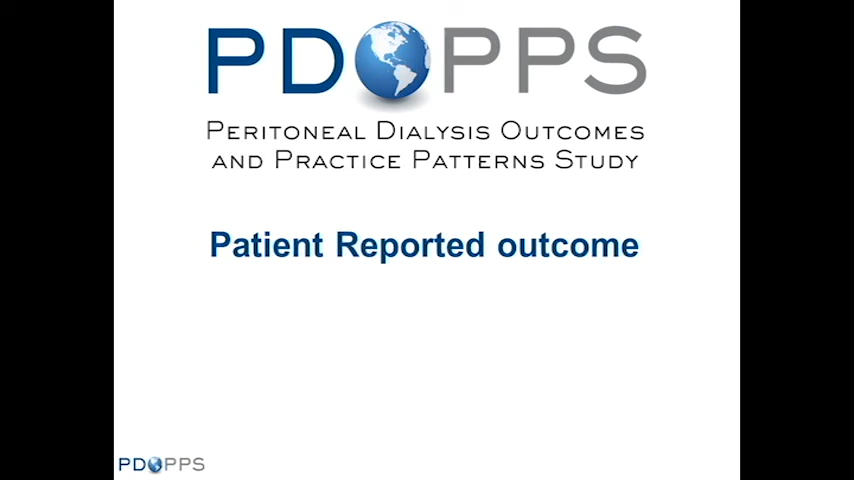 PDOPPS
PERITONEAL DIALYSIS OUTCOMES
AND PRACTICE PATTERNS STUDY
Patient Reported outcome
PDOPPS